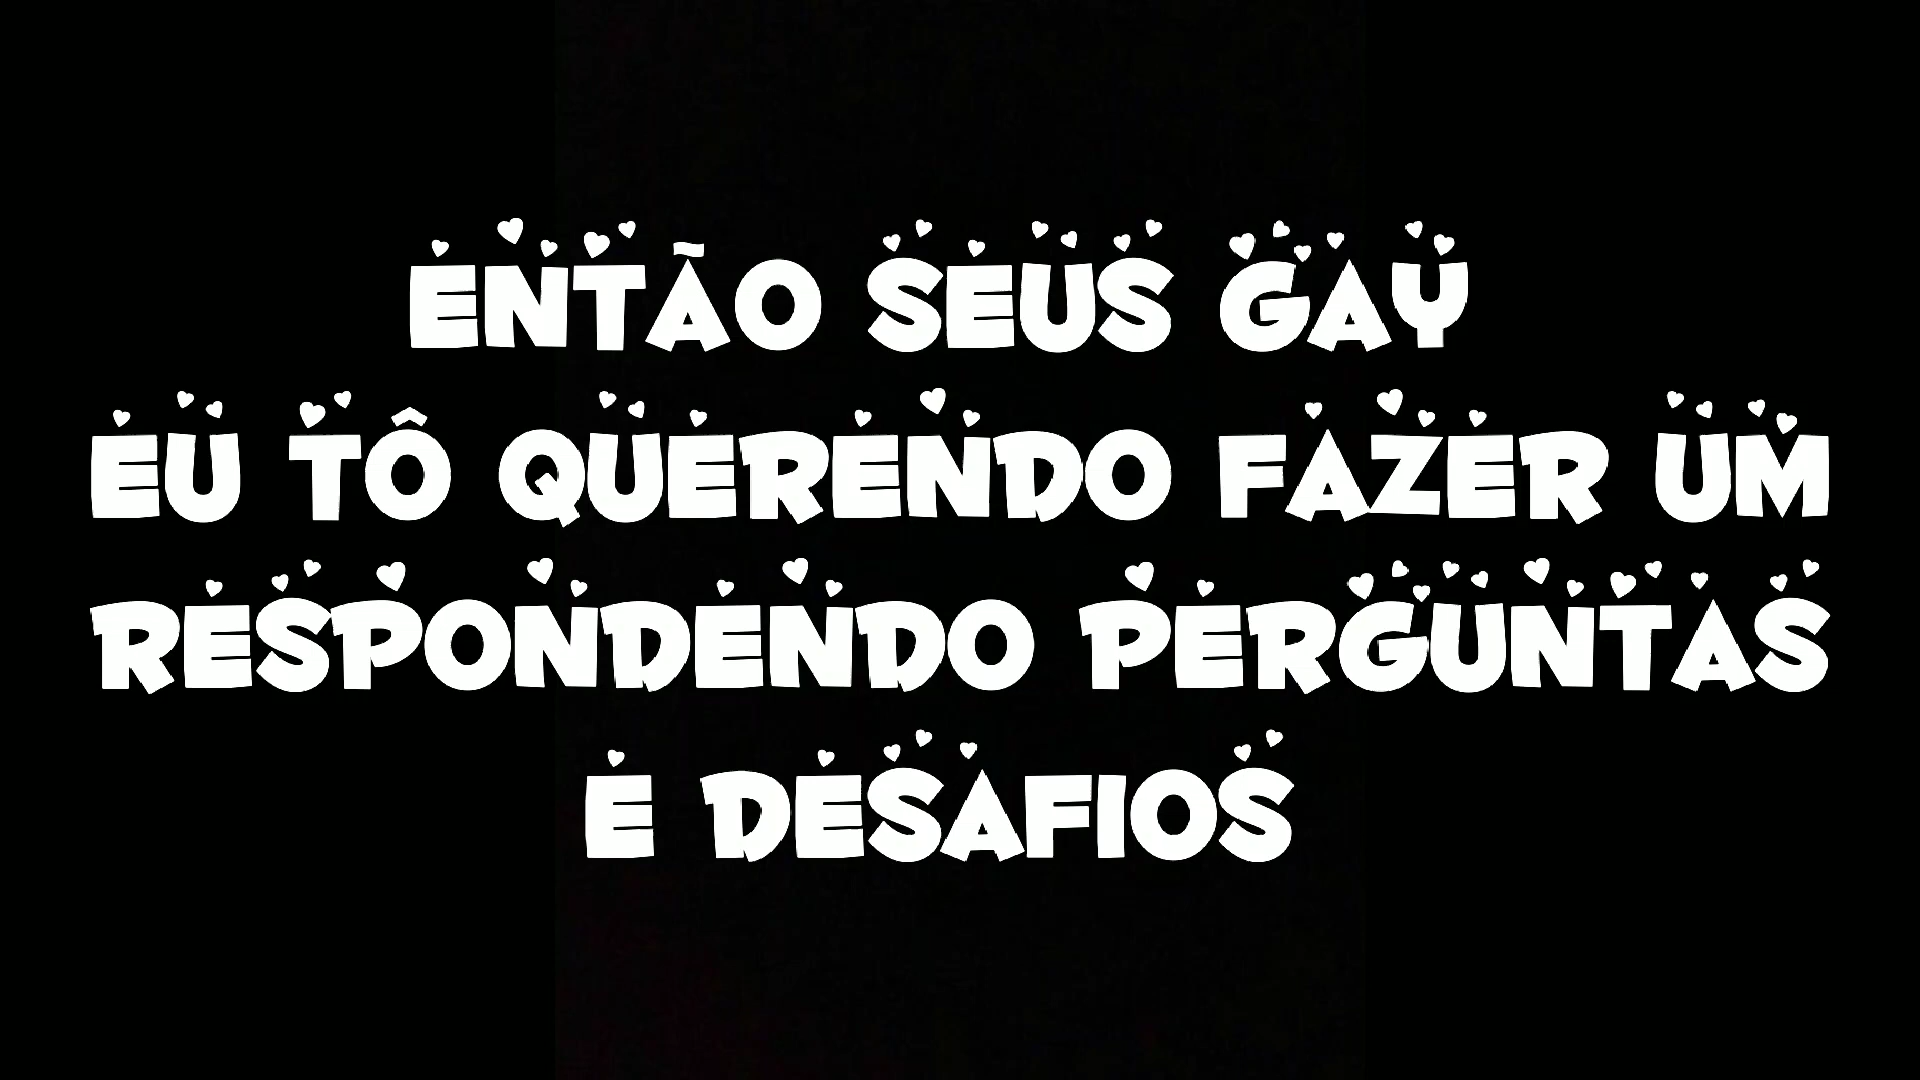 ENTÃO SEUS GAY
EU TÔ QUERENDO FAZER UM
RESPONDENDO PERGUNTAS
E DESAFIOS